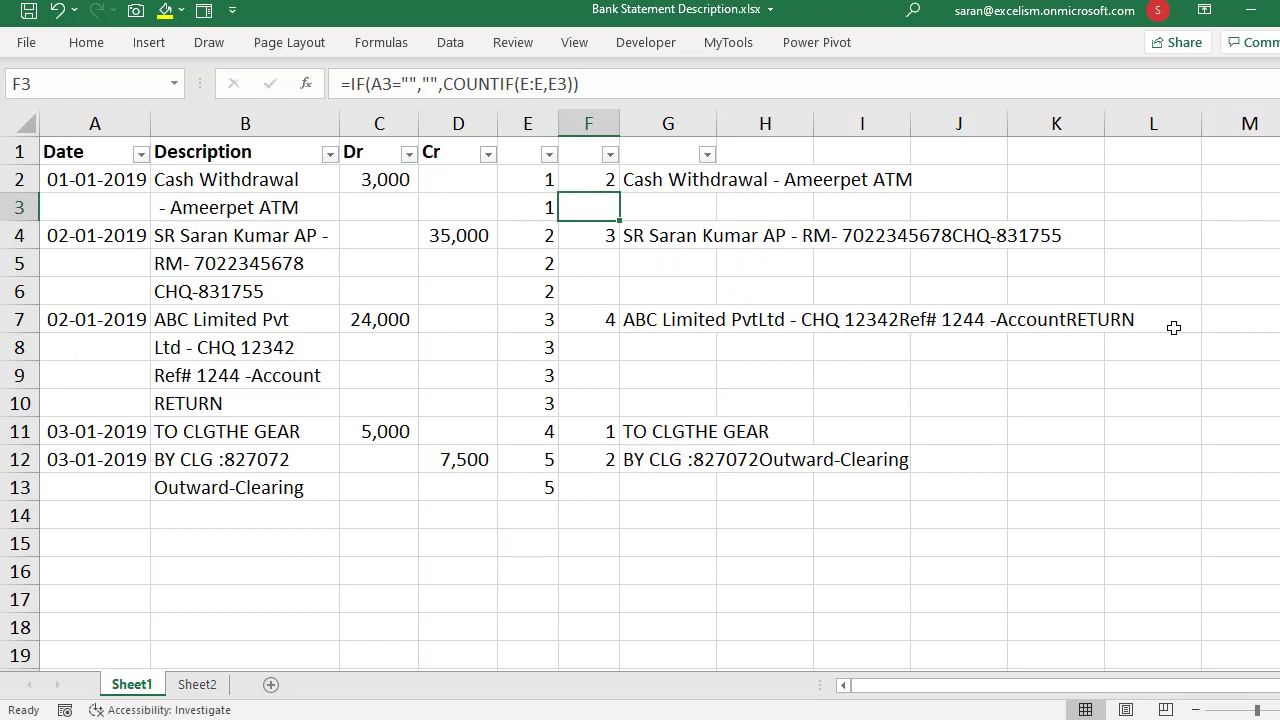 Bank Statement Description.xlsx
saran@excelism.onmicrosoft.com
S
File Home Insert Draw Page Layout Formulas Data Review View Developer MyTools Power Pivot Share Comm
F3 fx =IF(A3="","",COUNTIF(E:E,E3))
A B C D E F G H I J K L M
1 Date Description Dr Cr
2 01-01-2019 Cash Withdrawal 3,000 1 2 Cash Withdrawal - Ameerpet ATM
3 - Ameerpet ATM 1
4 02-01-2019 SR Saran Kumar AP - 35,000 2 3 SR Saran Kumar AP - RM- 7022345678CHQ-831755
5 RM- 7022345678 2
6 CHQ-831755 2
7 02-01-2019 ABC Limited Pvt 24,000 3 4 ABC Limited PvtLtd - CHQ 12342Ref# 1244 -AccountRETURN
8 Ltd - CHQ 12342 3
9 Ref# 1244 -Account 3
10 RETURN 3
11 03-01-2019 TO CLGTHE GEAR 5,000 4 1 TO CLGTHE GEAR
12 03-01-2019 BY CLG :827072 7,500 5 2 BY CLG :827072Outward-Clearing
13 Outward-Clearing 5
14
15
16
17
18
19
Sheet1 Sheet2
Ready Accessibility: Investigate